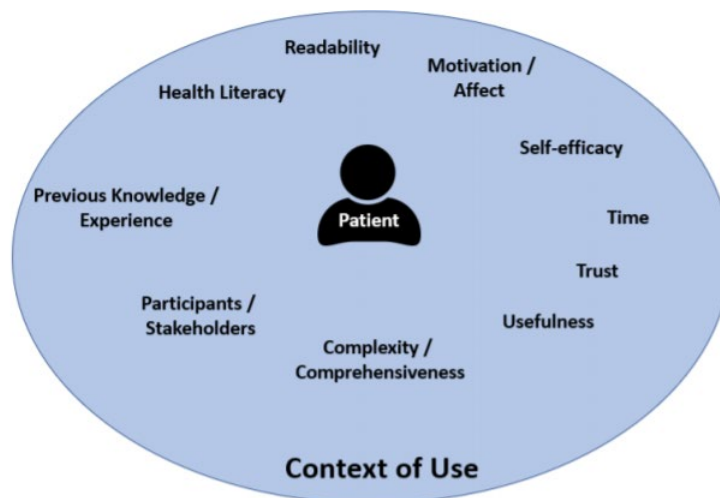 Readability
Motivation /
Affect
Health Literacy
Self-efficacy
Previous Knowledge /
Experience
Patient
Time
Trust
Participants /
Stakeholders
Usefulness
Complexity /
Comprehensiveness
Context of Use